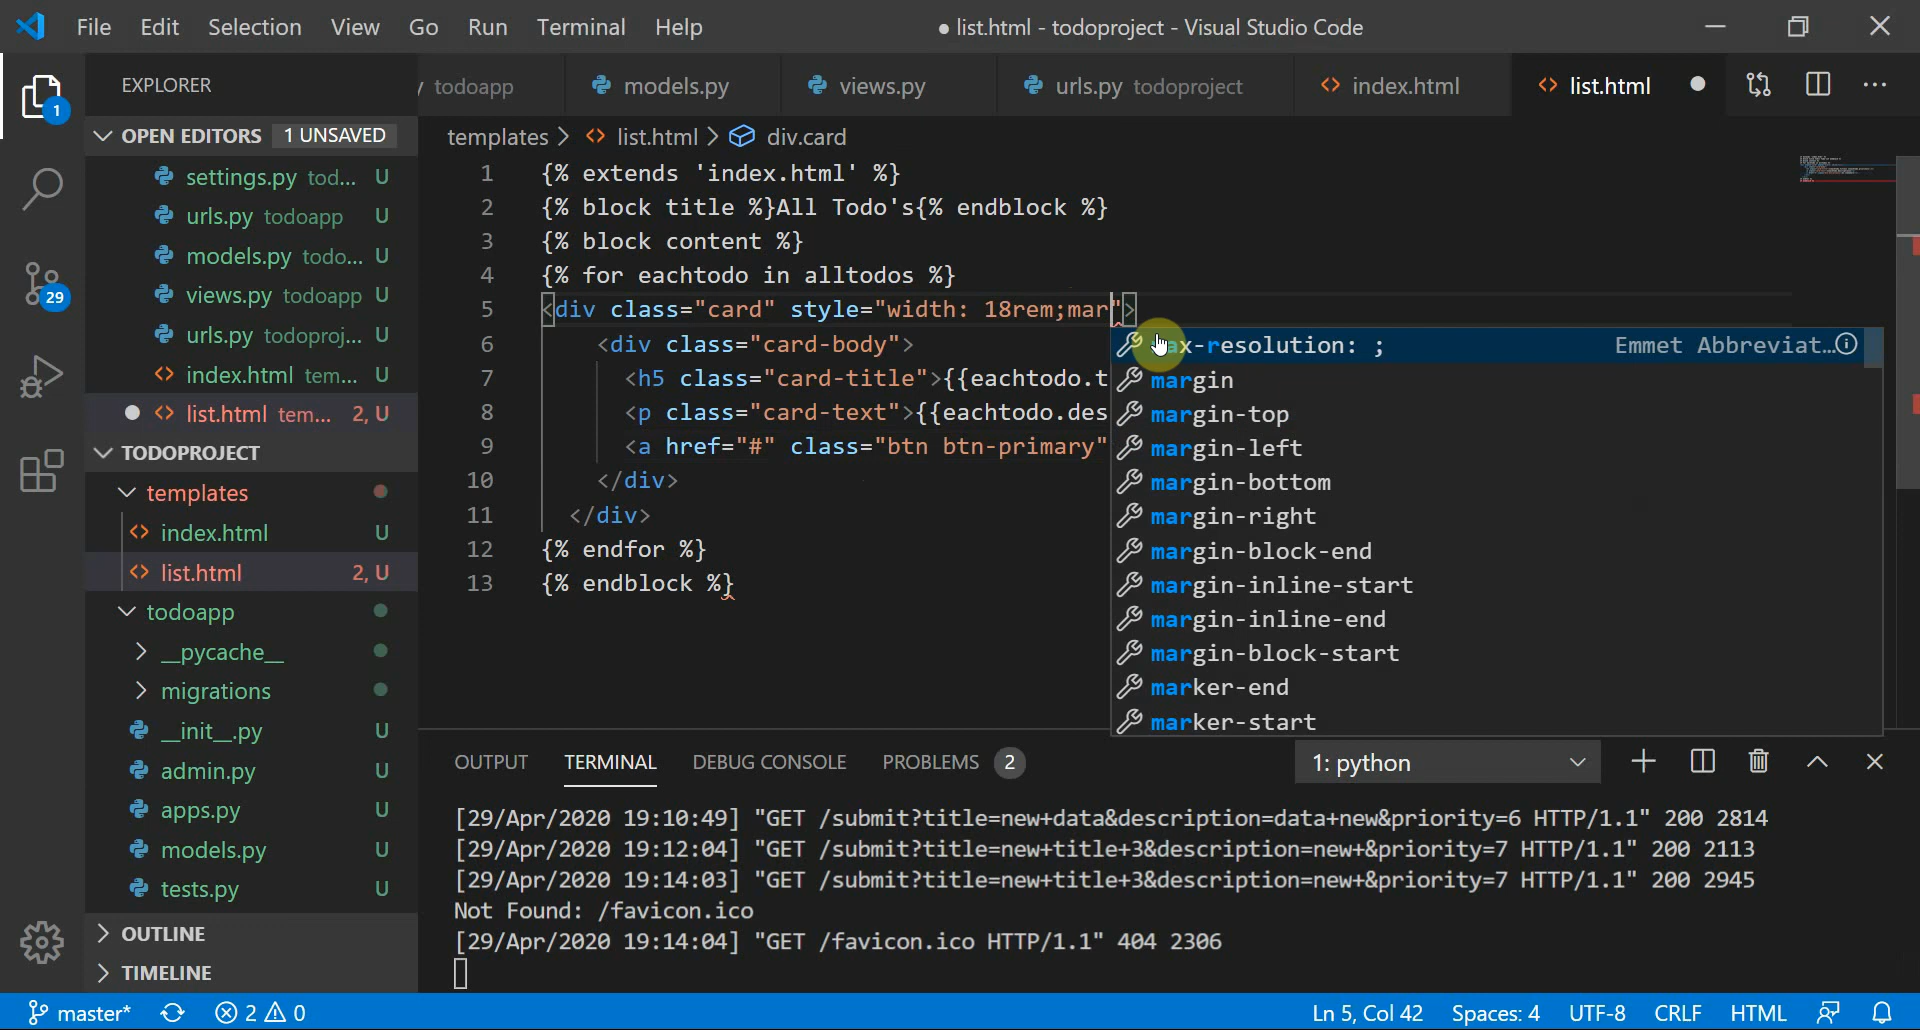 File Edit Selection View Go Run Terminal Help
● list.html - todoproject - Visual Studio Code
EXPLORER
1
OPEN EDITORS 1 UNSAVED
settings.py tod... U
urls.py todoapp U
models.py todo... U
views.py todoapp U
urls.py todoproj... U
index.html tem... U
list.html tem... 2, U
TODOPROJECT
templates
index.html U
list.html 2, U
todoapp
__pycache__
migrations
__init__.py U
admin.py U
apps.py U
models.py U
tests.py U
OUTLINE
TIMELINE
29
todoapp models.py views.py urls.py todoproject index.html list.html
templates > list.html > div.card
1 {% extends 'index.html' %}
2 {% block title %}All Todo's{% endblock %}
3 {% block content %}
4 {% for eachtodo in alltodos %}
5 <div class="card" style="width: 18rem;mar">
6 <div class="card-body">
7 <h5 class="card-title">{{eachtodo.t
8 <p class="card-text">{{eachtodo.des
9 <a href="#" class="btn btn-primary"
10 </div>
11 </div>
12 {% endfor %}
13 {% endblock %}
max-resolution: ; Emmet Abbreviat...
margin
margin-top
margin-left
margin-bottom
margin-right
margin-block-end
margin-inline-start
margin-inline-end
margin-block-start
marker-end
marker-start
OUTPUT TERMINAL DEBUG CONSOLE PROBLEMS 2
1: python
[29/Apr/2020 19:10:49] "GET /submit?title=new+data&description=data+new&priority=6 HTTP/1.1" 200 2814
[29/Apr/2020 19:12:04] "GET /submit?title=new+title+3&description=new+&priority=7 HTTP/1.1" 200 2113
[29/Apr/2020 19:14:03] "GET /submit?title=new+title+3&description=new+&priority=7 HTTP/1.1" 200 2945
Not Found: /favicon.ico
[29/Apr/2020 19:14:04] "GET /favicon.ico HTTP/1.1" 404 2306
master* 2 0
Ln 5, Col 42 Spaces: 4 UTF-8 CRLF HTML